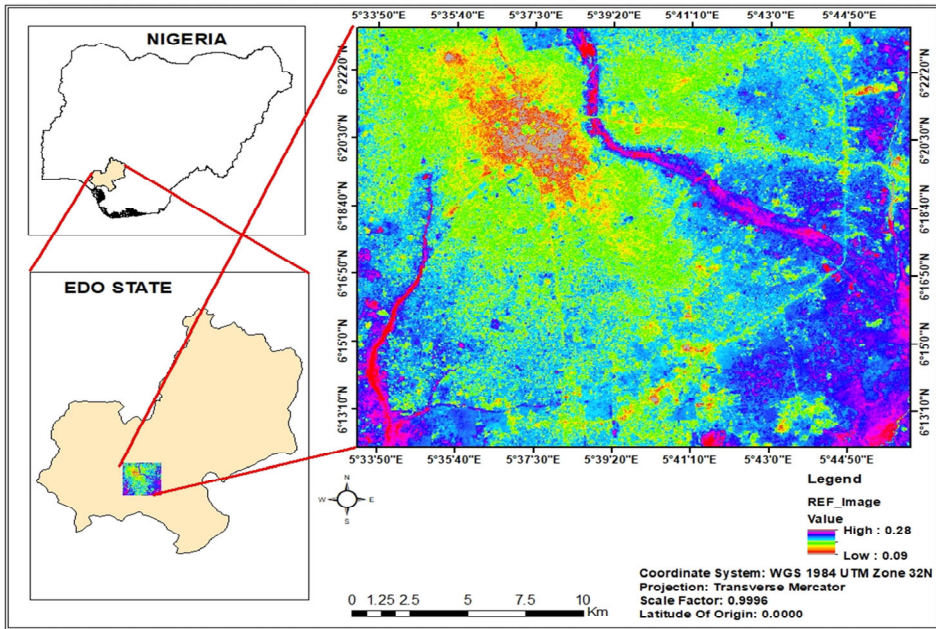 NIGERIA
EDO STATE
5°33'50"E 5°35'40"E 5°37'30"E 5°39'20"E 5°41'10"E 5°43'0"E 5°44'50"E
6°22'20"N 6°22'20"N
6°20'30"N 6°20'30"N
6°18'40"N 6°18'40"N
6°16'50"N 6°16'50"N
6°15'0"N 6°15'0"N
6°13'10"N 6°13'10"N
5°33'50"E 5°35'40"E 5°37'30"E 5°39'20"E 5°41'10"E 5°43'0"E 5°44'50"E
N
W E
S
Legend
REF_Image
Value
High : 0.28
Low : 0.09
0 1.25 2.5 5 7.5 10
Km
Coordinate System: WGS 1984 UTM Zone 32N
Projection: Transverse Mercator
Scale Factor: 0.9996
Latitude Of Origin: 0.0000